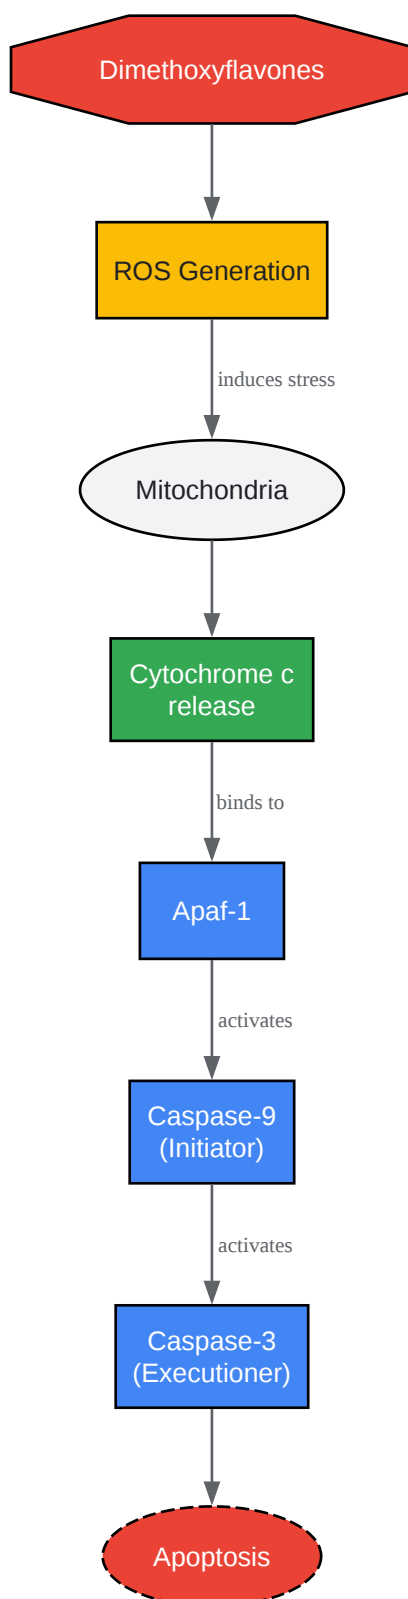 Dimethoxyflavones
ROS Generation
induces stress
Mitochondria
Cytochrome c
release
binds to
Apaf-1
activates
Caspase-9
(Initiator)
activates
Caspase-3
(Executioner)
Apoptosis